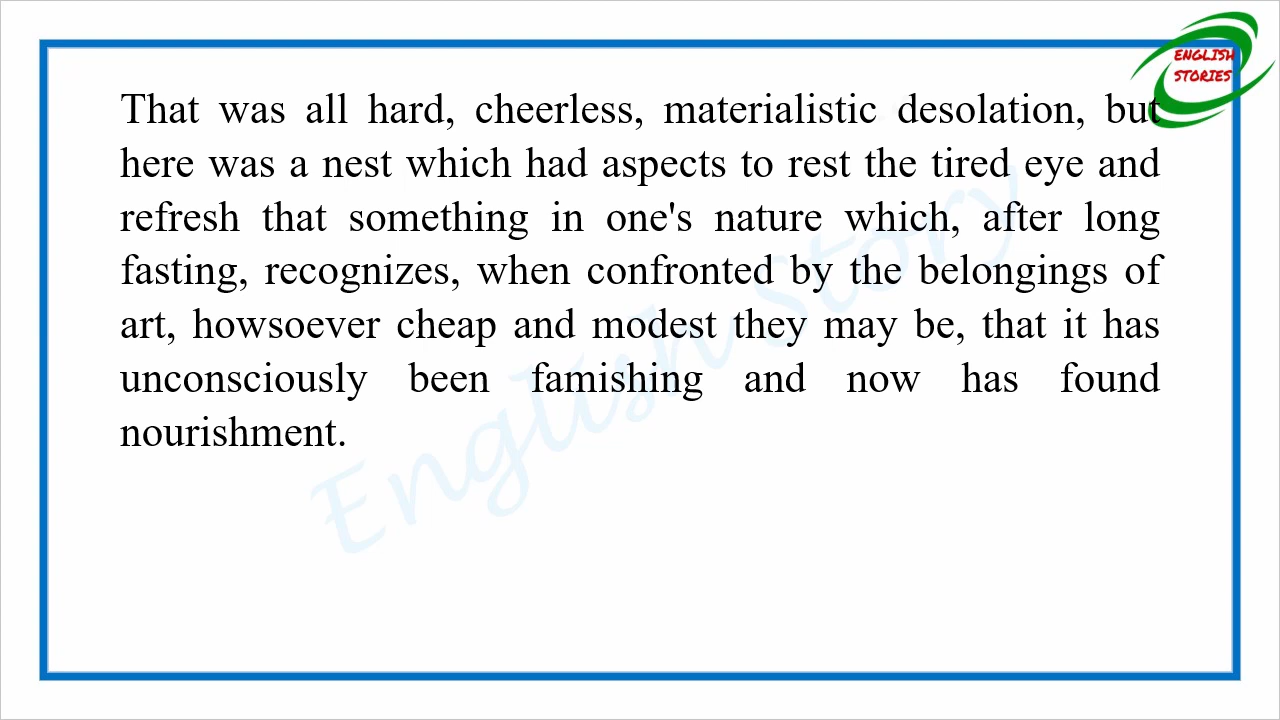 ENGLISH
STORIES
That was all hard, cheerless, materialistic desolation, but
here was a nest which had aspects to rest the tired eye and
refresh that something in one's nature which, after long
fasting, recognizes, when confronted by the belongings of
art, howsoever cheap and modest they may be, that it has
unconsciously been famishing and now has found
nourishment.
English Story